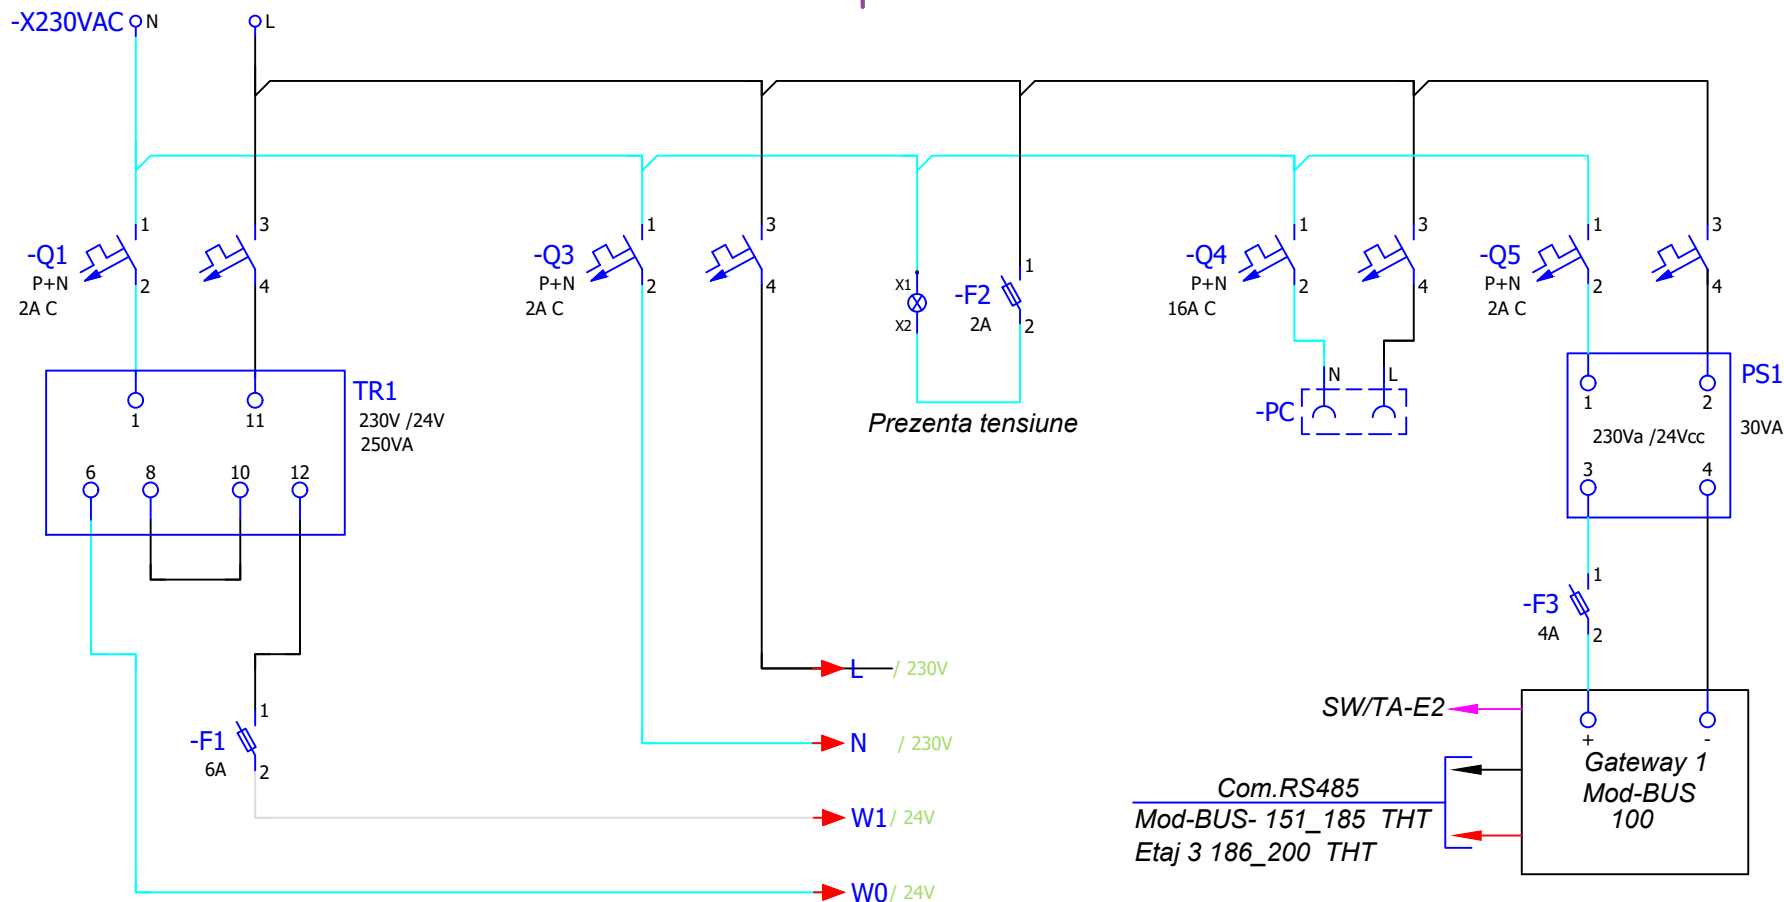 -X230VAC N L
1 3 1 3 1 3 1 3
-Q1 -Q3 -Q4 -Q5
P+N P+N P+N P+N
2A C 2A C 16A C 2A C
2 4 2 4 2 4 2 4
X1
X2
-F2
2A
1
2
Prezenta tensiune
N L
-PC
TR1
230V /24V
250VA
1 11
6 8 10 12
PS1
30VA
1 2
230Va /24Vcc
3 4
-F3
4A
1
2
L / 230V
-F1
6A
1
2
N / 230V
W1 / 24V
W0 / 24V
SW/TA-E2
+ -
Gateway 1
Mod-BUS
100
Com.RS485
Mod-BUS- 151_185 THT
Etaj 3 186_200 THT